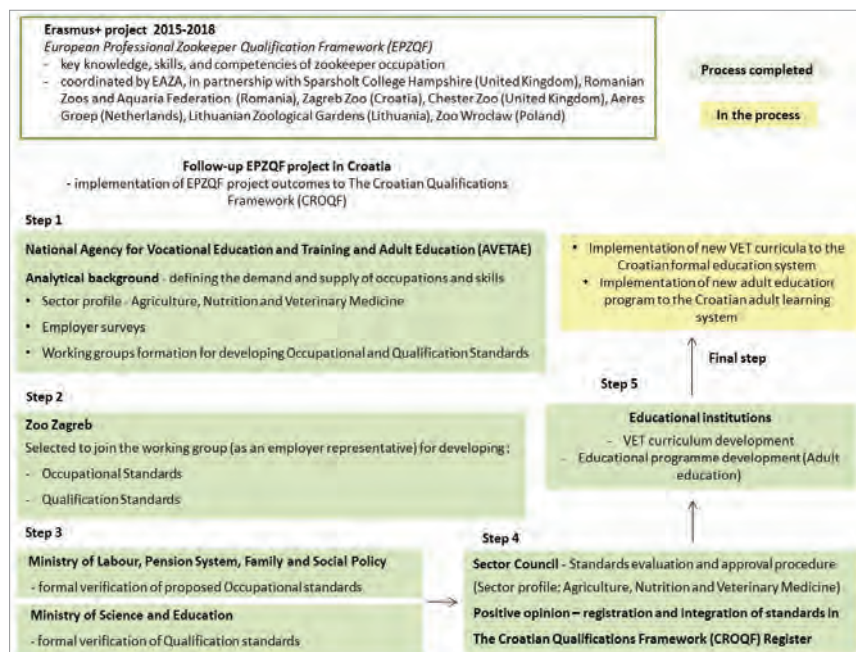 Erasmus+ project 2015-2018
European Professional Zookeeper Qualification Framework (EPZQF)
- key knowledge, skills, and competencies of zookeeper occupation
- coordinated by EAZA, in partnership with Sparsholt College Hampshire (United Kingdom), Romanian
Zoos and Aquaria Federation (Romania), Zagreb Zoo (Croatia), Chester Zoo (United Kingdom), Aeres
Groep (Netherlands), Lithuanian Zoological Gardens (Lithuania), Zoo Wrocław (Poland)
Process completed
In the process
Follow-up EPZQF project in Croatia
- implementation of EPZQF project outcomes to The Croatian Qualifications
Framework (CROQF)
Step 1
National Agency for Vocational Education and Training and Adult Education (AVETAE)
Analytical background - defining the demand and supply of occupations and skills
• Sector profile - Agriculture, Nutrition and Veterinary Medicine
• Employer surveys
• Working groups formation for developing Occupational and Qualification Standards
Step 2
Zoo Zagreb
Selected to join the working group (as an employer representative) for developing:
- Occupational Standards
- Qualification Standards
Step 3
Ministry of Labour, Pension System, Family and Social Policy
- formal verification of proposed Occupational standards
Ministry of Science and Education
- formal verification of Qualification standards
Step 4
Sector Council - Standards evaluation and approval procedure
(Sector profile: Agriculture, Nutrition and Veterinary Medicine)
Positive opinion – registration and integration of standards in
The Croatian Qualifications Framework (CROQF) Register
Step 5
Educational institutions
- VET curriculum development
- Educational programme development (Adult
education)
Final step
• Implementation of new VET curricula to the
Croatian formal education system
• Implementation of new adult education
program to the Croatian adult learning
system